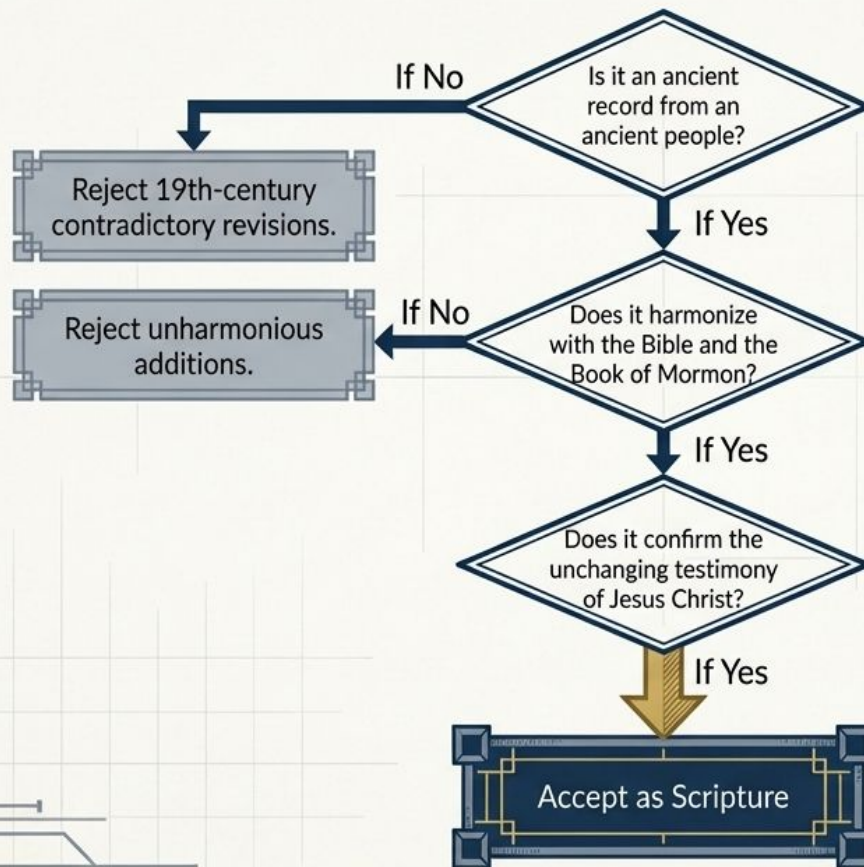 Is it an ancient
record from an
ancient people?
If No
Reject 19th-century
contradictory revisions.
If Yes
Does it harmonize
with the Bible and the
Book of Mormon?
If No
Reject unharmonious
additions.
If Yes
Does it confirm the
unchanging testimony
of Jesus Christ?
If Yes
Accept as Scripture